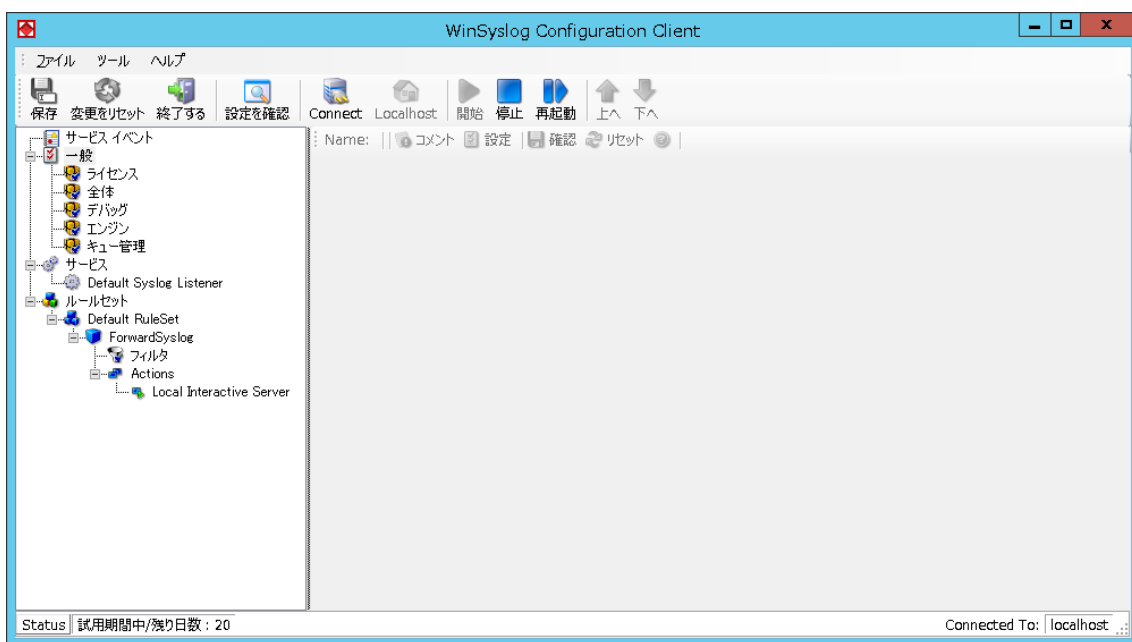 WinSyslog Configuration Client
ファイル ツール ヘルプ
保存 変更をリセット 終了する 設定を確認 Connect Localhost 開始 停止 再起動 上へ 下へ
サービス イベント
一般
ライセンス
全体
デバッグ
エンジン
キュー管理
サービス
Default Syslog Listener
ルールセット
Default RuleSet
ForwardSyslog
フィルタ
Actions
Local Interactive Server
Name: コメント 設定 確認 リセット
Status 試用期間中/残り日数 : 20 Connected To: localhost